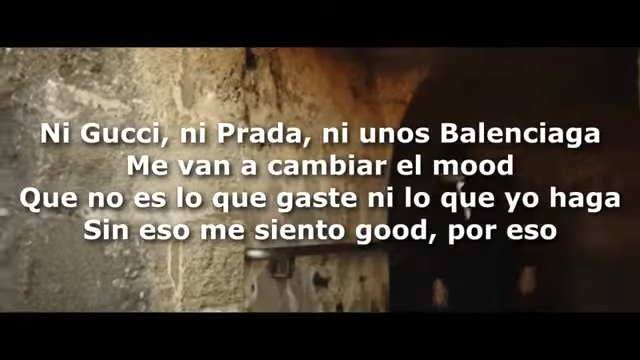 Ni Gucci, ni Prada, ni unos Balenciaga
Me van a cambiar el mood
Que no es lo que gaste ni lo que yo haga
Sin eso me siento good, por eso